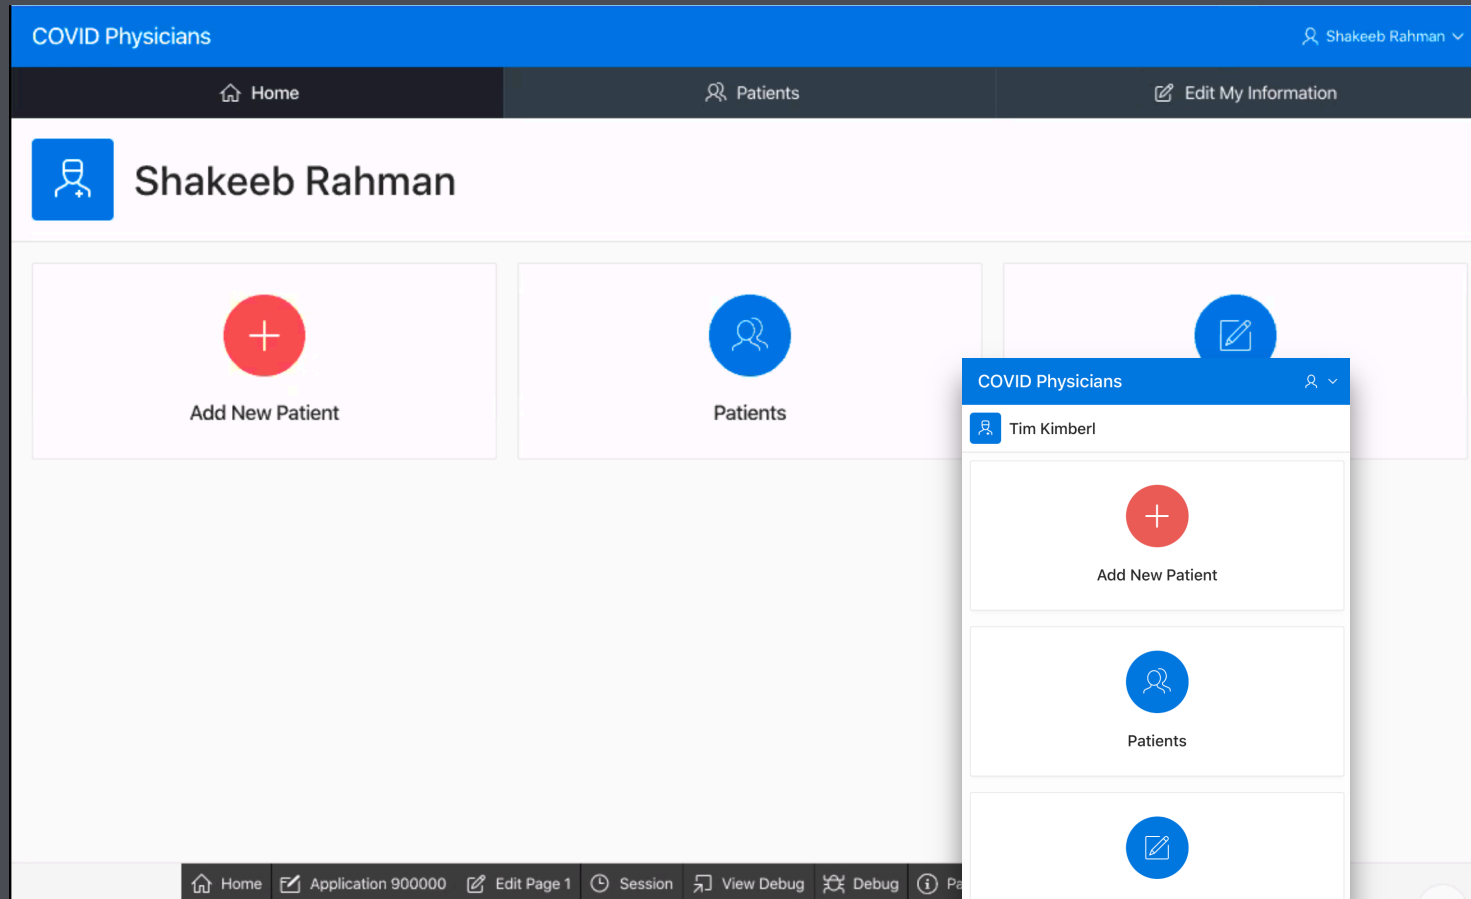 COVID Physicians
Shakeeb Rahman
Home
Patients
Edit My Information
Shakeeb Rahman
Add New Patient
Patients
COVID Physicians
Tim Kimberl
Add New Patient
Patients
Home
Application 900000
Edit Page 1
Session
View Debug
Debug